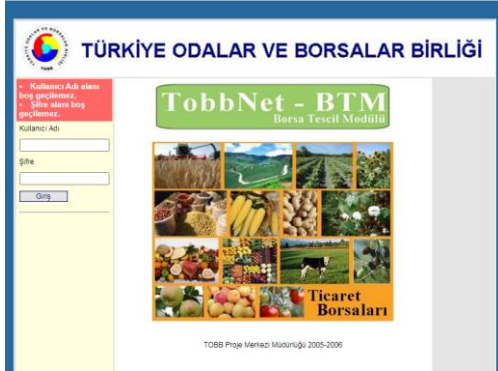 TÜRKİYE ODALAR VE BORSALAR BİRLİĞİ
Kullanıcı Adı alanı
boş geçilemez.
Şifre alanı boş
geçilemez.
Kullanıcı Adı
Şifre
Giriş
TobbNet - BTM
Borsa Tescil Modülü
Ticaret
Borsaları
TOBB Proje Merkezi Müdürlüğü 2005-2006